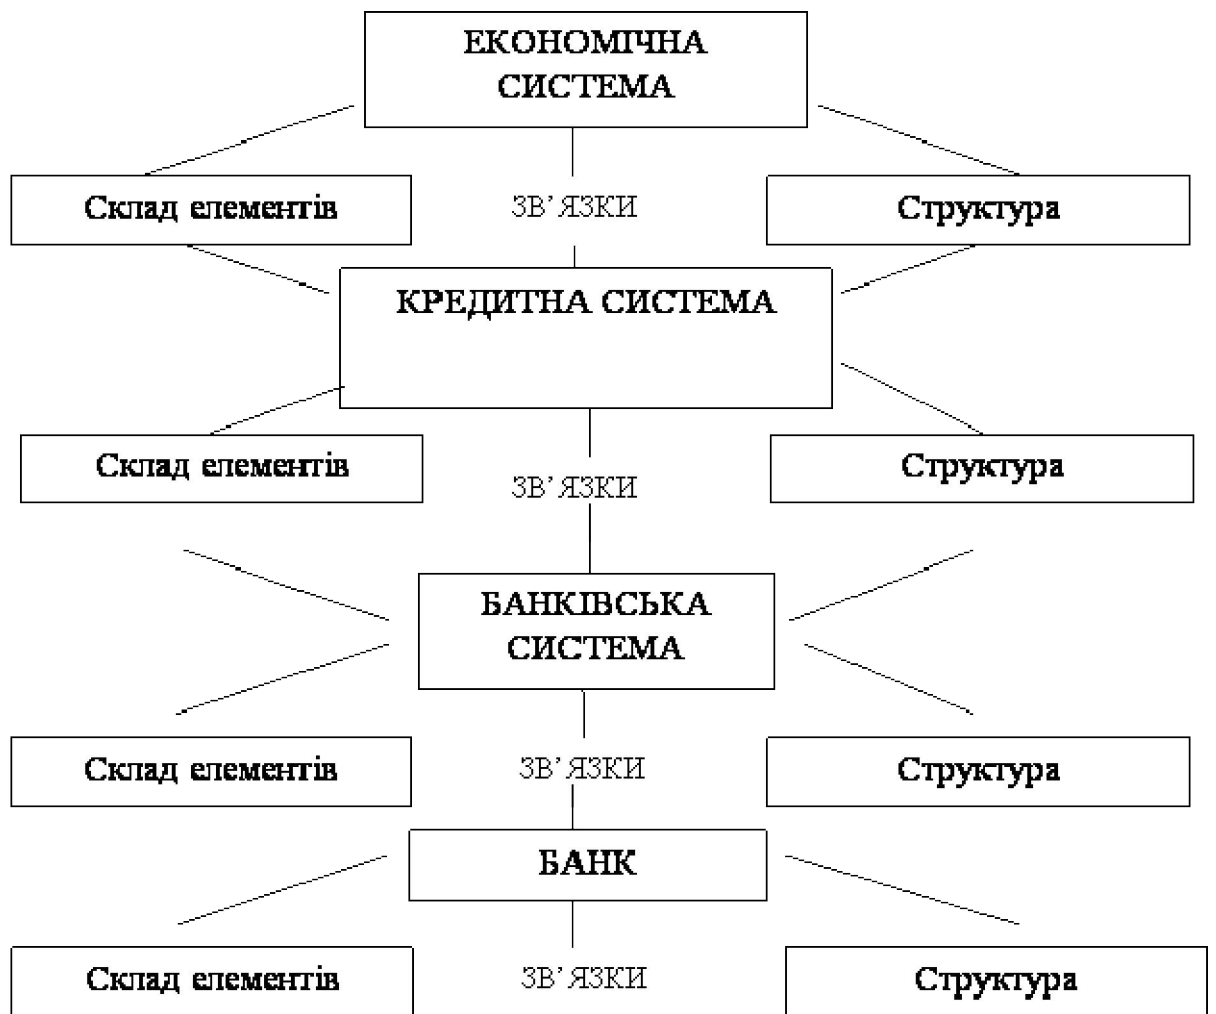 ЕКОНОМІЧНА
СИСТЕМА
Склад елементів
ЗВ’ЯЗКИ
Структура
КРЕДИТНА СИСТЕМА
Склад елементів
ЗВ’ЯЗКИ
Структура
БАНКІВСЬКА
СИСТЕМА
Склад елементів
ЗВ’ЯЗКИ
Структура
БАНК
Склад елементів
ЗВ’ЯЗКИ
Структура